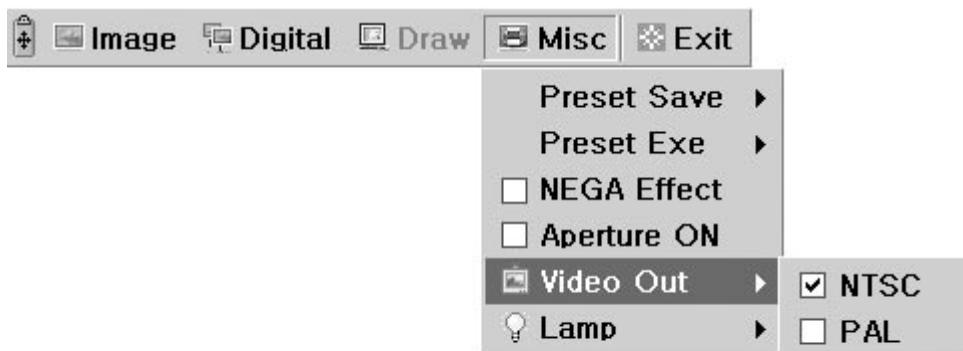 Image Digital Draw Misc Exit
Preset Save
Preset Exe
NEGA Effect
Aperture ON
Video Out
NTSC
Lamp
PAL